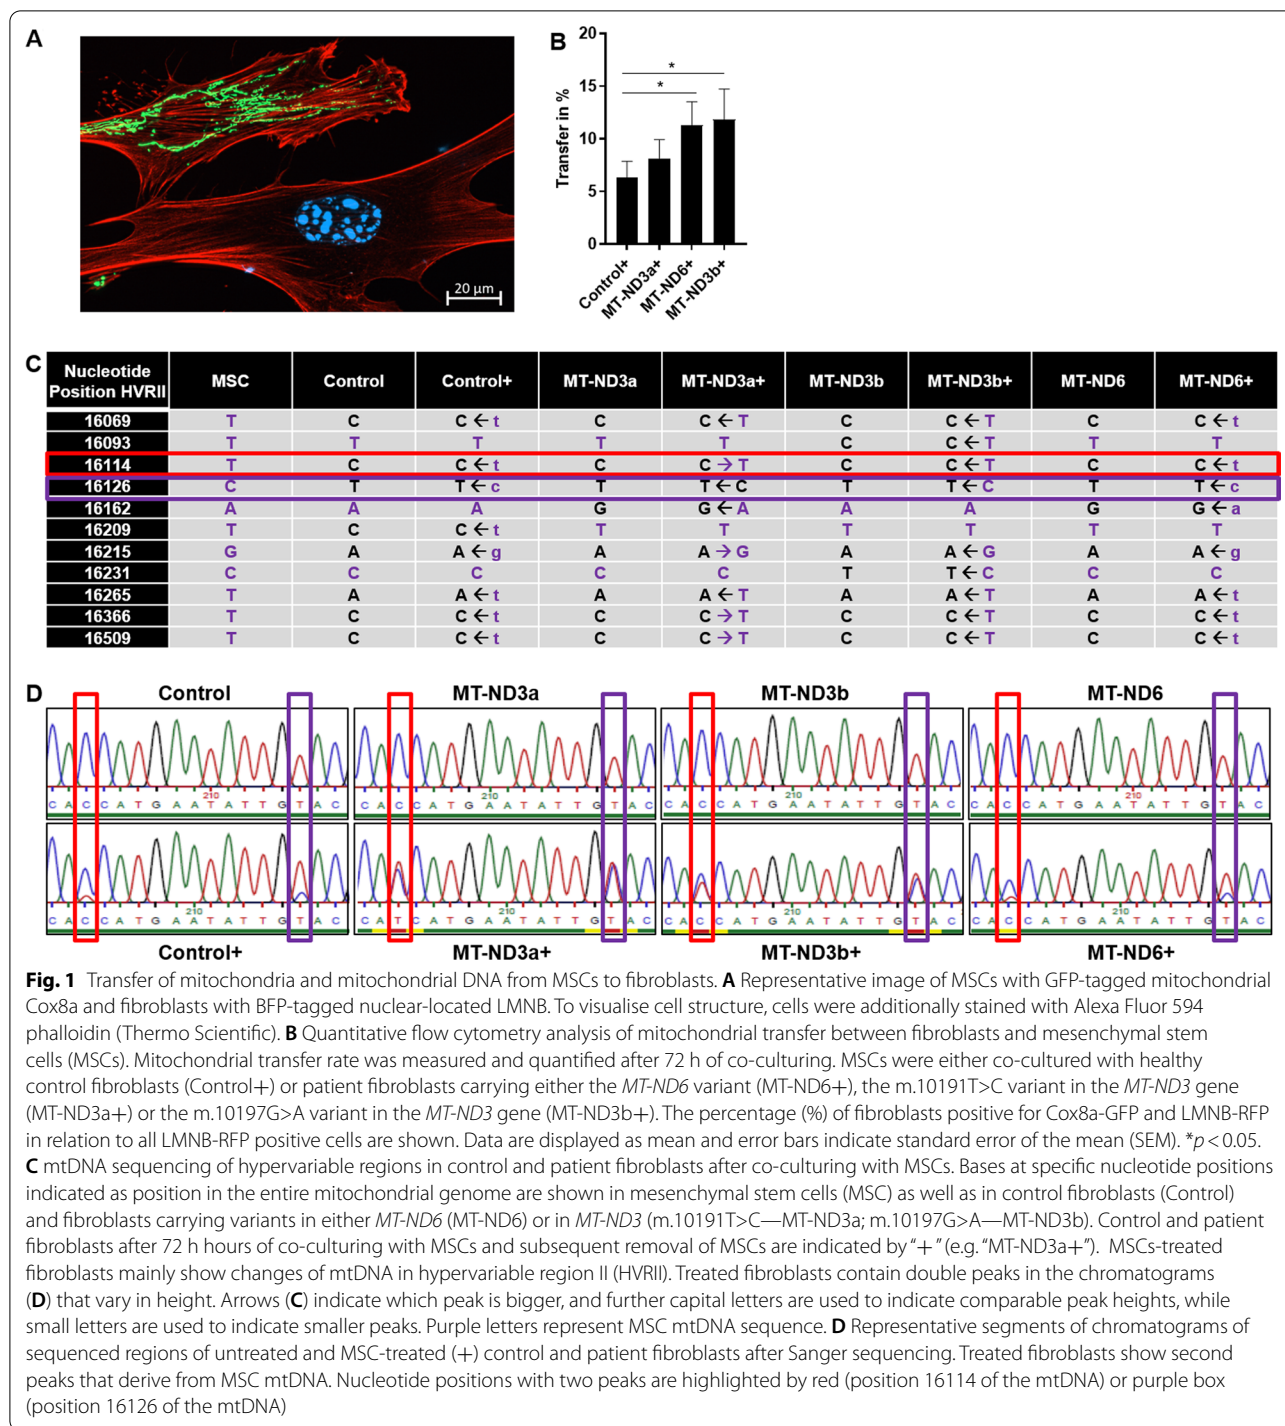 A
20 µm
B
20
15
10
5
0
Transfer in %
*
*
Control+
MT-ND3a+
MT-ND6+
MT-ND3b+
C
Nucleotide Position HVRII MSC Control Control+ MT-ND3a MT-ND3a+ MT-ND3b MT-ND3b+ MT-ND6 MT-ND6+
16069 T C C ← t C C ← T C C ← T C C ← t
16093 T T T T T C C ← T T T
16114 T C C ← t C C → T C C ← T C C ← t
16126 C T T ← c T T ← C T T ← C T T ← c
16162 A A A G G ← A A A G G ← a
16209 T C C ← t T T T T T T
16215 G A A ← g A A → G A A ← G A A ← g
16231 C C C C C T T ← C C C
16265 T A A ← t A A ← T A A ← T A A ← t
16366 T C C ← t C C → T C C ← T C C ← t
16509 T C C ← t C C → T C C ← T C C ← t
D
Control MT-ND3a MT-ND3b MT-ND6
210 210 210 210
C A C C A T G A A T A T T G T A C C A C C A T G A A T A T T G T A C C A C C A T G A A T A T T G T A C C A C C A T G A A T A T T G T A C
210 210 210 210
C A C C A T G A A T A T T G T A C C A T C A T G A A T A T T G T A C C A C C A T G A A T A T T G T A C C A C C A T G A A T A T T G T A C
Control+ MT-ND3a+ MT-ND3b+ MT-ND6+
Fig. 1 Transfer of mitochondria and mitochondrial DNA from MSCs to fibroblasts. A Representative image of MSCs with GFP-tagged mitochondrial
Cox8a and fibroblasts with BFP-tagged nuclear-located LMNB. To visualise cell structure, cells were additionally stained with Alexa Fluor 594
phalloidin (Thermo Scientific). B Quantitative flow cytometry analysis of mitochondrial transfer between fibroblasts and mesenchymal stem
cells (MSCs). Mitochondrial transfer rate was measured and quantified after 72 h of co-culturing. MSCs were either co-cultured with healthy
control fibroblasts (Control+) or patient fibroblasts carrying either the MT-ND6 variant (MT-ND6+), the m.10191T>C variant in the MT-ND3 gene
(MT-ND3a+) or the m.10197G>A variant in the MT-ND3 gene (MT-ND3b+). The percentage (%) of fibroblasts positive for Cox8a-GFP and LMNB-RFP
in relation to all LMNB-RFP positive cells are shown. Data are displayed as mean and error bars indicate standard error of the mean (SEM). *p < 0.05.
C mtDNA sequencing of hypervariable regions in control and patient fibroblasts after co-culturing with MSCs. Bases at specific nucleotide positions
indicated as position in the entire mitochondrial genome are shown in mesenchymal stem cells (MSC) as well as in control fibroblasts (Control)
and fibroblasts carrying variants in either MT-ND6 (MT-ND6) or in MT-ND3 (m.10191T>C—MT-ND3a; m.10197G>A—MT-ND3b). Control and patient
fibroblasts after 72 h hours of co-culturing with MSCs and subsequent removal of MSCs are indicated by “+” (e.g. “MT-ND3a+”). MSCs-treated
fibroblasts mainly show changes of mtDNA in hypervariable region II (HVRII). Treated fibroblasts contain double peaks in the chromatograms
(D) that vary in height. Arrows (C) indicate which peak is bigger, and further capital letters are used to indicate comparable peak heights, while
small letters are used to indicate smaller peaks. Purple letters represent MSC mtDNA sequence. D Representative segments of chromatograms of
sequenced regions of untreated and MSC-treated (+) control and patient fibroblasts after Sanger sequencing. Treated fibroblasts show second
peaks that derive from MSC mtDNA. Nucleotide positions with two peaks are highlighted by red (position 16114 of the mtDNA) or purple box
(position 16126 of the mtDNA)